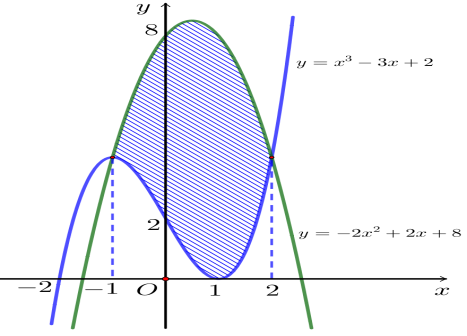 y
8
y = x³ − 3x + 2
2
y = −2x² + 2x + 8
−2 −1 O 1 2 x